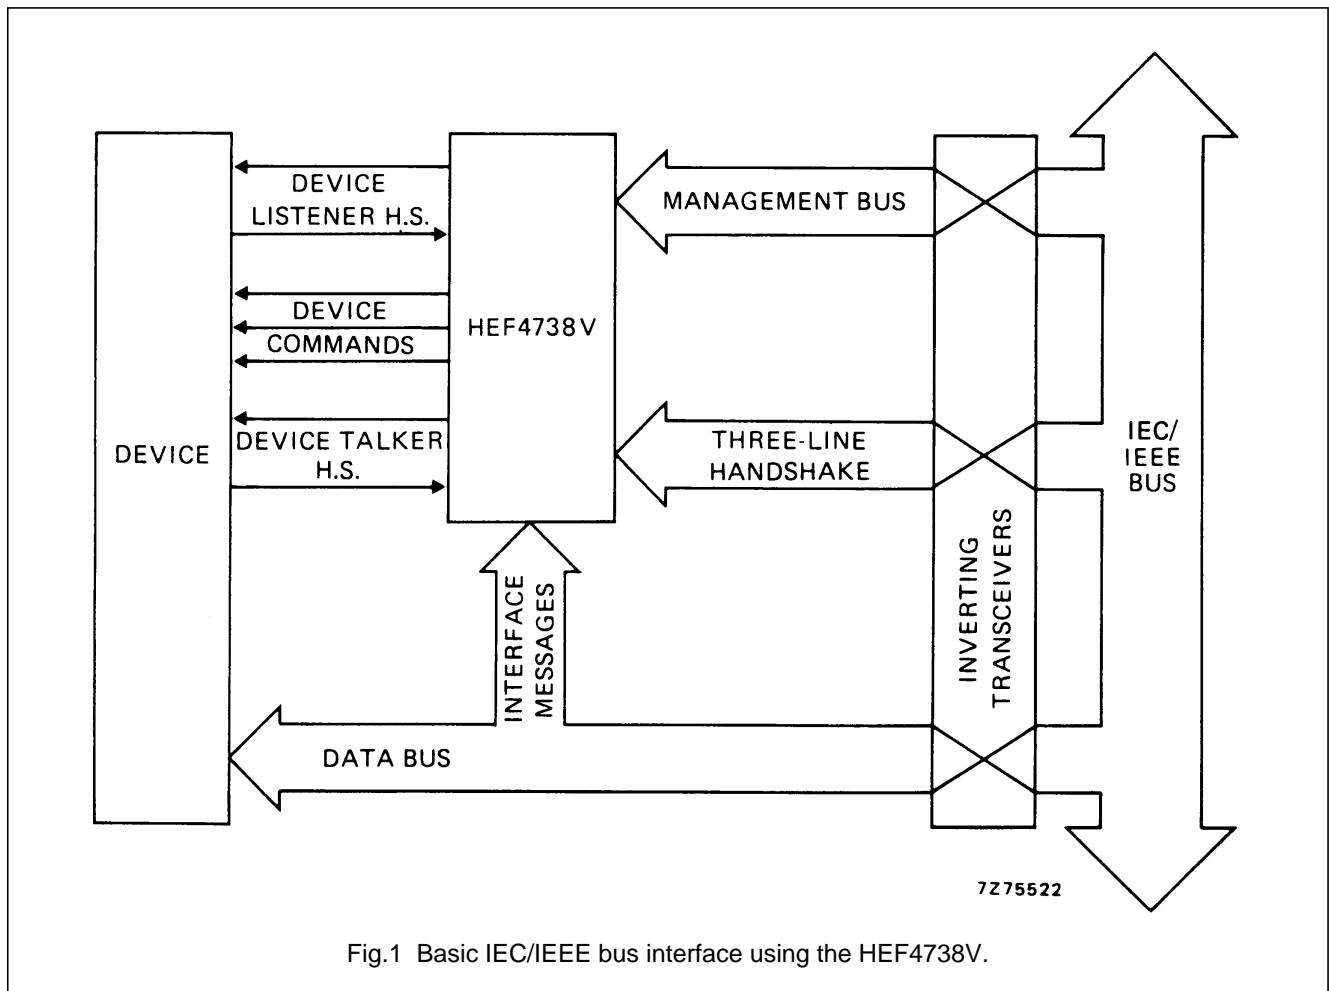 DEVICE
LISTENER H.S.
DEVICE
COMMANDS
DEVICE TALKER
H.S.
DEVICE
HEF4738V
MANAGEMENT BUS
THREE-LINE
HANDSHAKE
INTERFACE
MESSAGES
DATA BUS
INVERTING
TRANSCEIVERS
IEC/
IEEE
BUS
7Z75522
Fig.1 Basic IEC/IEEE bus interface using the HEF4738V.